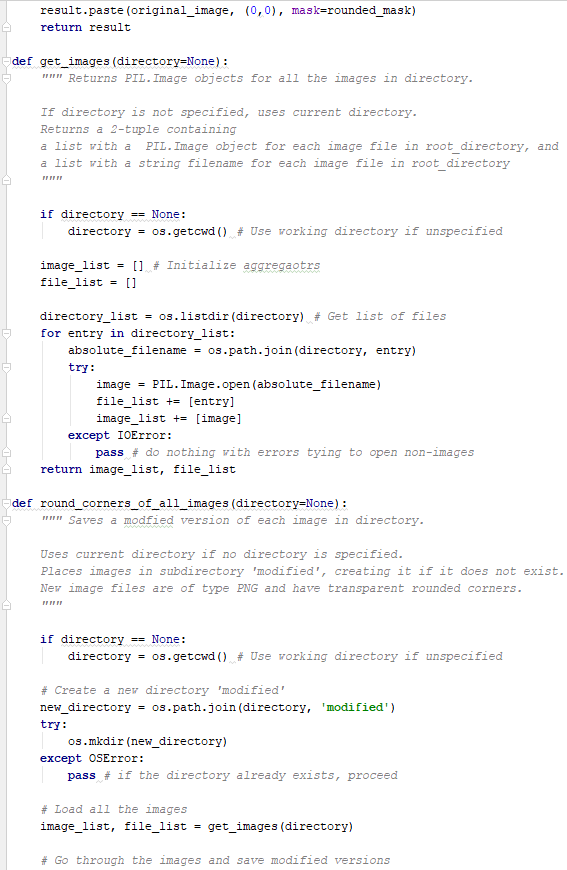 result.paste(original_image, (0,0), mask=rounded_mask)
return result
def get_images(directory=None):
""" Returns PIL.Image objects for all the images in directory.
If directory is not specified, uses current directory.
Returns a 2-tuple containing
a list with a  PIL.Image object for each image file in root_directory, and
a list with a string filename for each image file in root_directory
"""
if directory == None:
directory = os.getcwd() # Use working directory if unspecified
image_list = [] # Initialize aggregaotrs
file_list = []
directory_list = os.listdir(directory) # Get list of files
for entry in directory_list:
absolute_filename = os.path.join(directory, entry)
try:
image = PIL.Image.open(absolute_filename)
file_list += [entry]
image_list += [image]
except IOError:
pass # do nothing with errors tying to open non-images
return image_list, file_list
def round_corners_of_all_images(directory=None):
""" Saves a modfied version of each image in directory.
Uses current directory if no directory is specified.
Places images in subdirectory 'modified', creating it if it does not exist.
New image files are of type PNG and have transparent rounded corners.
"""
if directory == None:
directory = os.getcwd() # Use working directory if unspecified
# Create a new directory 'modified'
new_directory = os.path.join(directory, 'modified')
try:
os.mkdir(new_directory)
except OSError:
pass # if the directory already exists, proceed
# Load all the images
image_list, file_list = get_images(directory)
# Go through the images and save modified versions